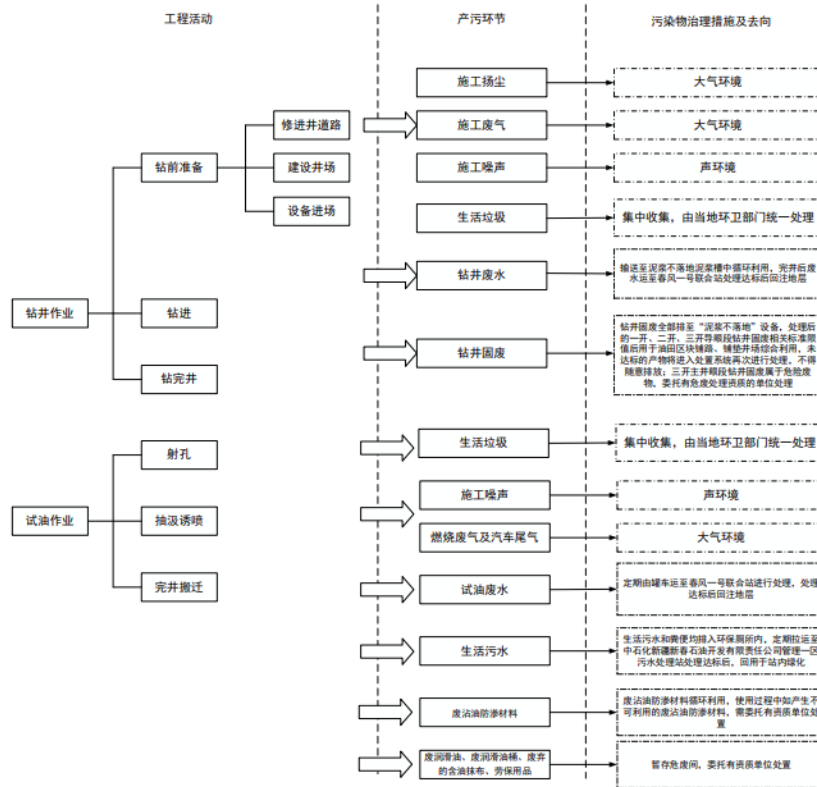 工程活动
产污环节
污染物治理措施及去向
施工扬尘
大气环境
修进井道路
施工废气
大气环境
钻前准备
建设井场
施工噪声
声环境
设备进场
生活垃圾
集中收集，由当地环卫部门统一处理
钻井废水
输送至泥浆不落地泥浆槽中循环利用，完井后废
水运至春风一号联合站处理达标后回注地层
钻井作业
钻进
钻井固废
钻井固废全部排至“泥浆不落地”设备，处理后
的一开、二开、三开导眼段钻井固废相关标准限
值后用于油田区块铺路、铺垫井场综合利用，未
达标的产物将进入处置系统再次进行处理，不得
随意排放；三开主井眼段钻井固废属于危险废
物，委托有危废处理资质的单位处理
钻完井
生活垃圾
集中收集，由当地环卫部门统一处理
射孔
施工噪声
声环境
试油作业
抽汲诱喷
燃烧废气及汽车尾气
大气环境
完井搬迁
试油废水
定期由罐车运至春风一号联合站进行处理，处理
达标后回注地层
生活污水
生活污水和粪便均排入环保厕所内，定期拉运至
中石化新疆新春石油开发有限责任公司管理一区
污水处理站处理达标后，回用于站内绿化
废沾油防渗材料
废沾油防渗材料循环利用，使用过程中如产生不
可利用的废沾油防渗材料，需委托有资质单位处
置
废润滑油、废润滑油桶、废弃
的含油抹布、劳保用品
暂存危废间，委托有资质单位处置